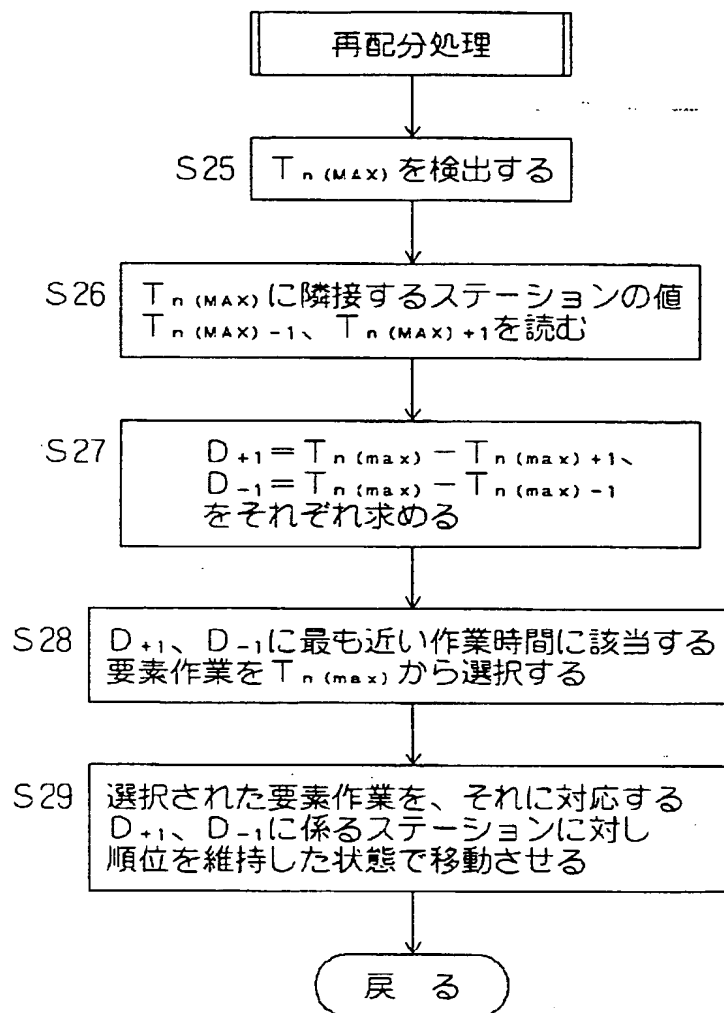 再配分処理
S25 Tn(MAX)を検出する
S26 Tn(MAX)に隣接するステーションの値
Tn(MAX)-1、Tn(MAX)+1を読む
S27 D+1=Tn(max)-Tn(max)+1、
D-1=Tn(max)-Tn(max)-1
をそれぞれ求める
S28 D+1、D-1に最も近い作業時間に該当する
要素作業をTn(max)から選択する
S29 選択された要素作業を、それに対応する
D+1、D-1に係るステーションに対し
順位を維持した状態で移動させる
戻る